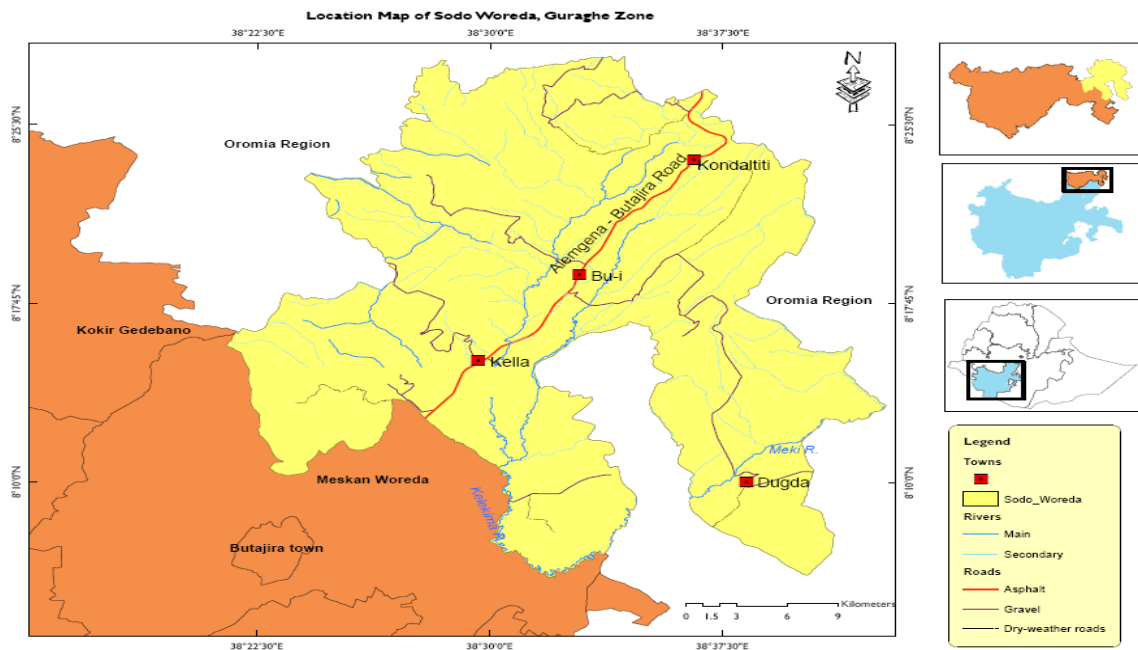 Location Map of Sodo Woreda, Guraghe Zone
38°22'30"E
38°30'0"E
38°37'30"E
N
8°25'30"N
8°25'30"N
Oromia Region
Kondaltiti
Alemgena - Butajira Road
Bu-i
8°17'45"N
8°17'45"N
Oromia Region
Kokir Gedebano
Kella
Meki R.
8°10'0"N
8°10'0"N
Meskan Woreda
Dugda
Kelekima R.
Butajira town
Kilometers
0 1.5 3 6 9
38°22'30"E
38°30'0"E
38°37'30"E
Legend
Towns
Sodo_Woreda
Rivers
Main
Secondary
Roads
Asphalt
Gravel
Dry-weather roads